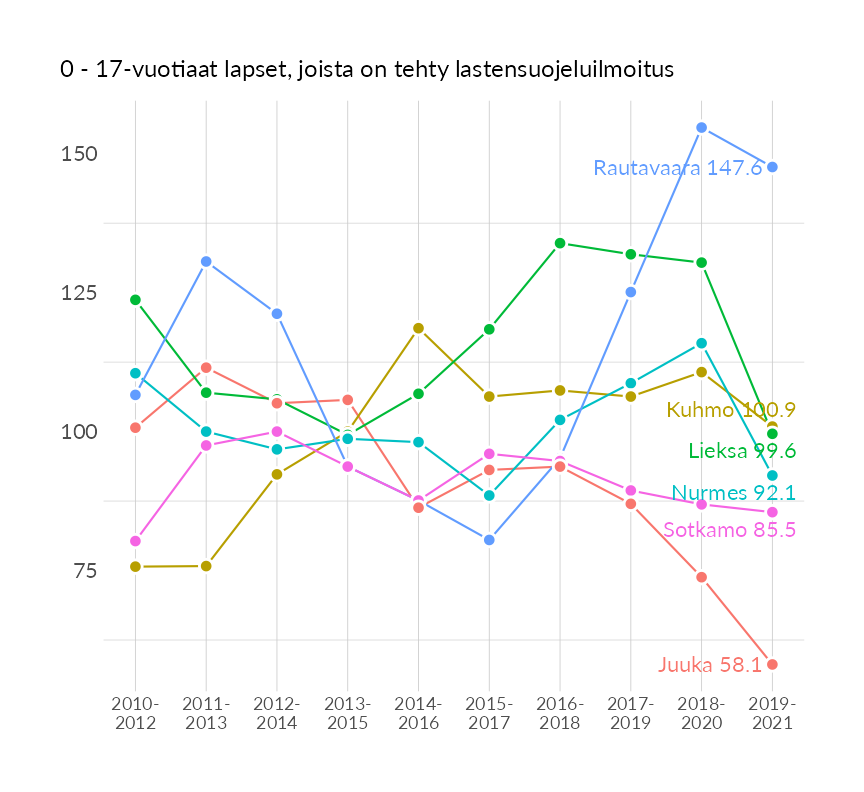 0 - 17-vuotiaat lapset, joista on tehty lastensuojeluilmoitus
150
Rautavaara 147.6
125
Kuhmo 100.9
100
Lieksa 99.6
Nurmes 92.1
Sotkamo 85.5
75
Juuka 58.1
2010- 2011- 2012- 2013- 2014- 2015- 2016- 2017- 2018- 2019-
2012 2013 2014 2015 2016 2017 2018 2019 2020 2021